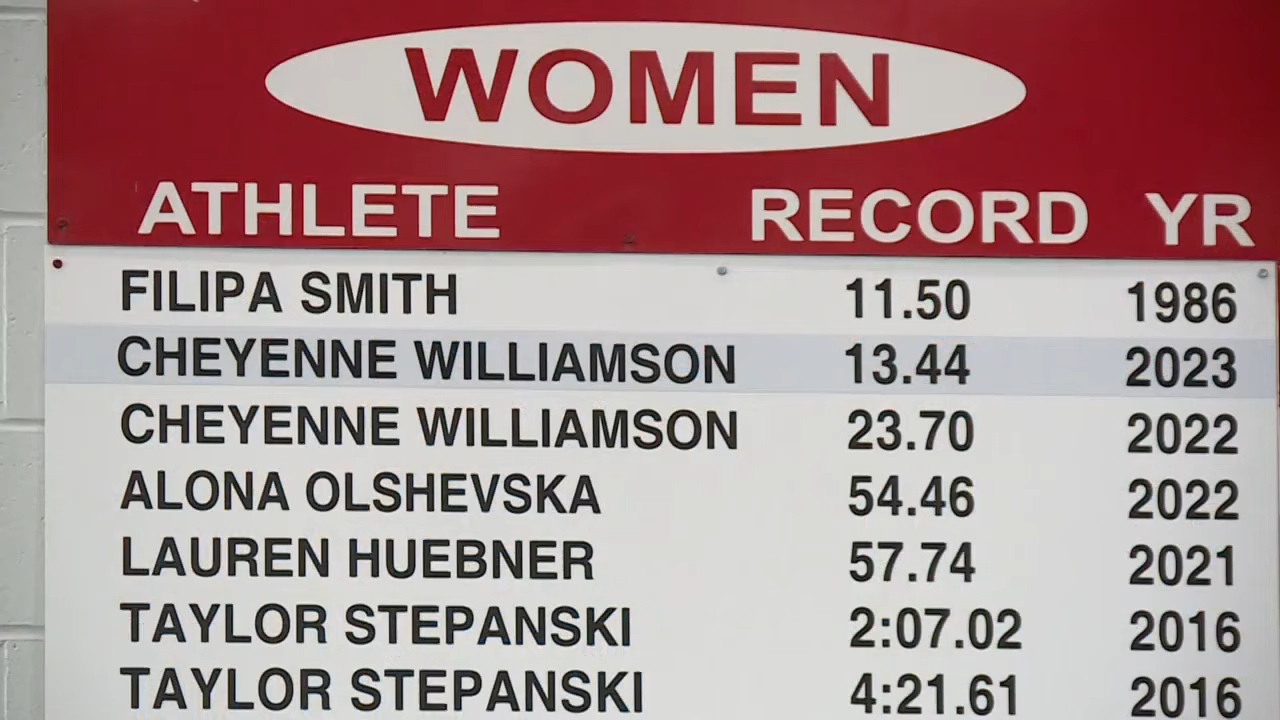 WOMEN
ATHLETE RECORD YR
FILIPA SMITH 11.50 1986
CHEYENNE WILLIAMSON 13.44 2023
CHEYENNE WILLIAMSON 23.70 2022
ALONA OLSHEVSKA 54.46 2022
LAUREN HUEBNER 57.74 2021
TAYLOR STEPANSKI 2:07.02 2016
TAYLOR STEPANSKI 4:21.61 2016